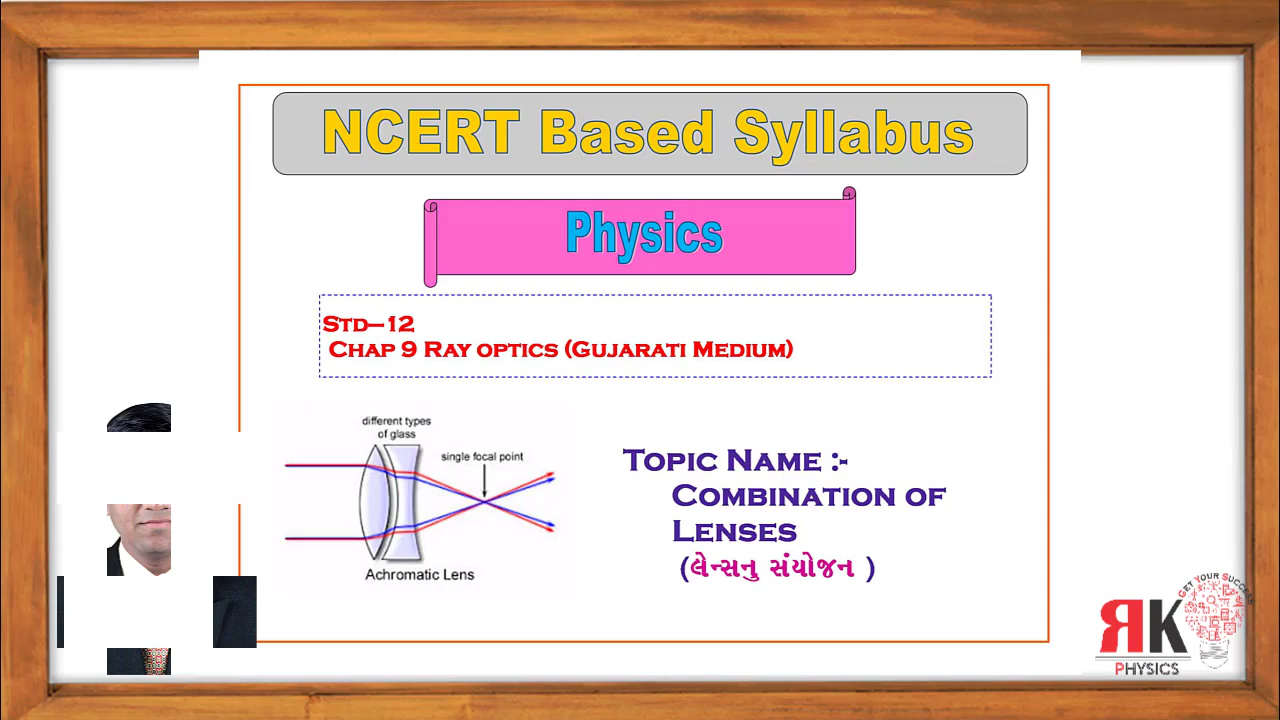 NCERT Based Syllabus
Physics
STD–12
CHAP 9 RAY OPTICS (GUJARATI MEDIUM)
different types
of glass
single focal point
Achromatic Lens
TOPIC NAME :-
COMBINATION OF
LENSES
(લેન્સનુ સંયોજન )
GET YOUR SUCCESS
RK
PHYSICS